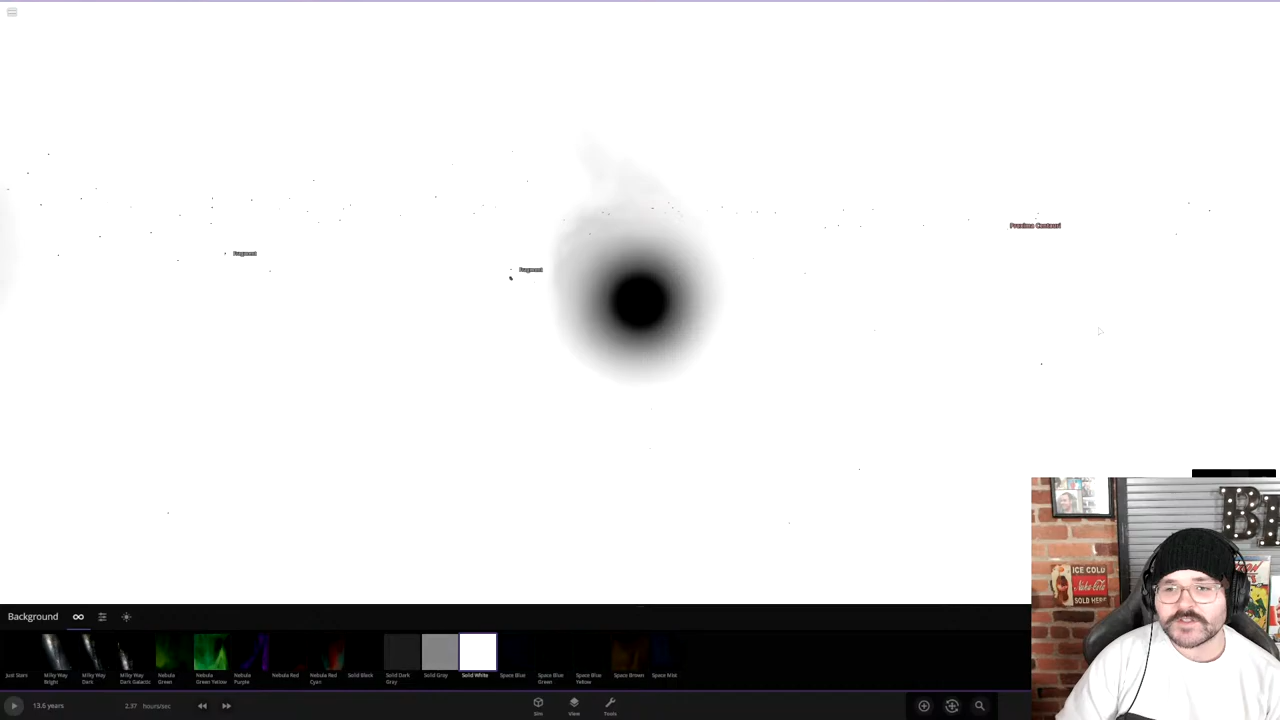 Proxima Centauri
Fragment
Fragment
Background
Just Stars
Milky Way
Bright
Milky Way
Dark
Milky Way
Dark Galactic
Nebula
Green
Nebula
Green Yellow
Nebula
Purple
Nebula Red
Nebula Red
Cyan
Solid Black
Solid Dark
Gray
Solid Gray
Solid White
Space Blue
Space Blue
Green
Space Blue
Yellow
Space Brown
Space Mist
13.6 years
2.37 hours/sec
Sim
View
Tools
ICE COLD
SOLD HERE